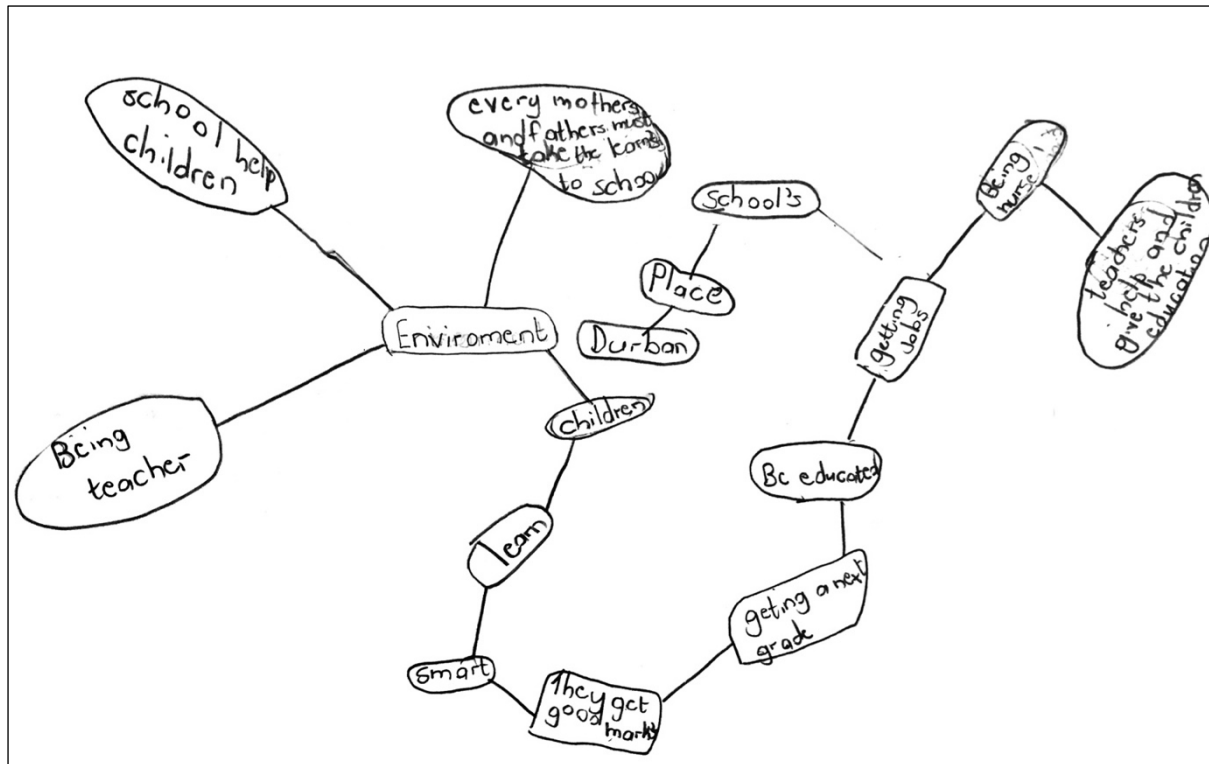 school help
children
every mothers
and fathers must
take the
to school
School's
Place
Durban
Enviroment
Being
teacher
children
learn
smart
They get
good marks
geting a next
grade
Be educated
getting
Jobs
Being
nurse
teachers
help and
give the children
education